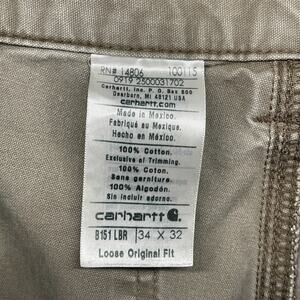 RN# 14806 100115
0919 2500031702
Carhartt, Inc. P.O. Box 600
Dearborn, MI 48121 USA
carhartt.com
Made in Mexico.
Fabriqué au Mexique.
Hecho en México.
100% Cotton.
Exclusive of Trimming.
100% Coton.
Sans garniture.
100% Algodón.
Sin incluir adorno.
carhartt
B151 LBR 34 X 32
Loose Original Fit